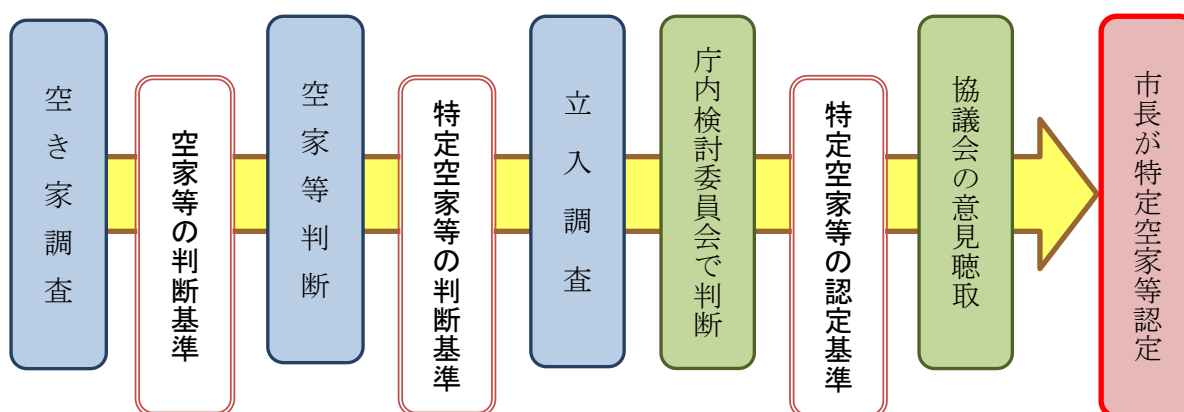 空き家調査
空家等の判断基準
空家等判断
特定空家等の判断基準
立入調査
庁内検討委員会で判断
特定空家等の認定基準
協議会の意見聴取
市長が特定空家等認定